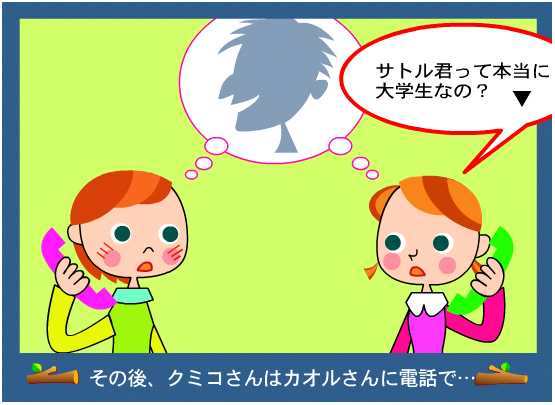 サトル君って本当に
大学生なの？ ▼
その後、クミコさんはカオルさんに電話で…